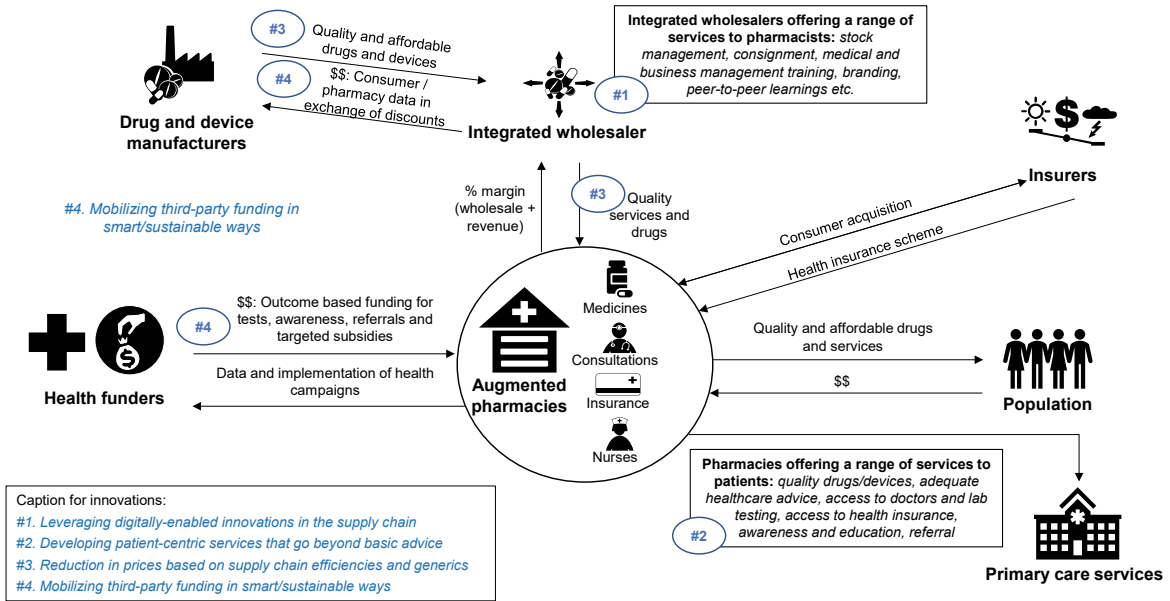 #3
Quality and affordable
drugs and devices
#4
$$: Consumer /
pharmacy data in
exchange of discounts
Drug and device
manufacturers
Integrated wholesaler
#1
Integrated wholesalers offering a range of
services to pharmacists: stock
management, consignment, medical and
business management training, branding,
peer-to-peer learnings etc.
$
Insurers
#4. Mobilizing third-party funding in
smart/sustainable ways
% margin
(wholesale +
revenue)
#3
Quality
services and
drugs
Consumer acquisition
Health insurance scheme
$
Health funders
#4
$$: Outcome based funding for
tests, awareness, referrals and
targeted subsidies
Data and implementation of health
campaigns
Augmented
pharmacies
Medicines
Consultations
Insurance
Nurses
Quality and affordable drugs
and services
$$
Population
Pharmacies offering a range of services to
patients: quality drugs/devices, adequate
healthcare advice, access to doctors and lab
testing, access to health insurance,
awareness and education, referral
#2
Primary care services
Caption for innovations:
#1. Leveraging digitally-enabled innovations in the supply chain
#2. Developing patient-centric services that go beyond basic advice
#3. Reduction in prices based on supply chain efficiencies and generics
#4. Mobilizing third-party funding in smart/sustainable ways